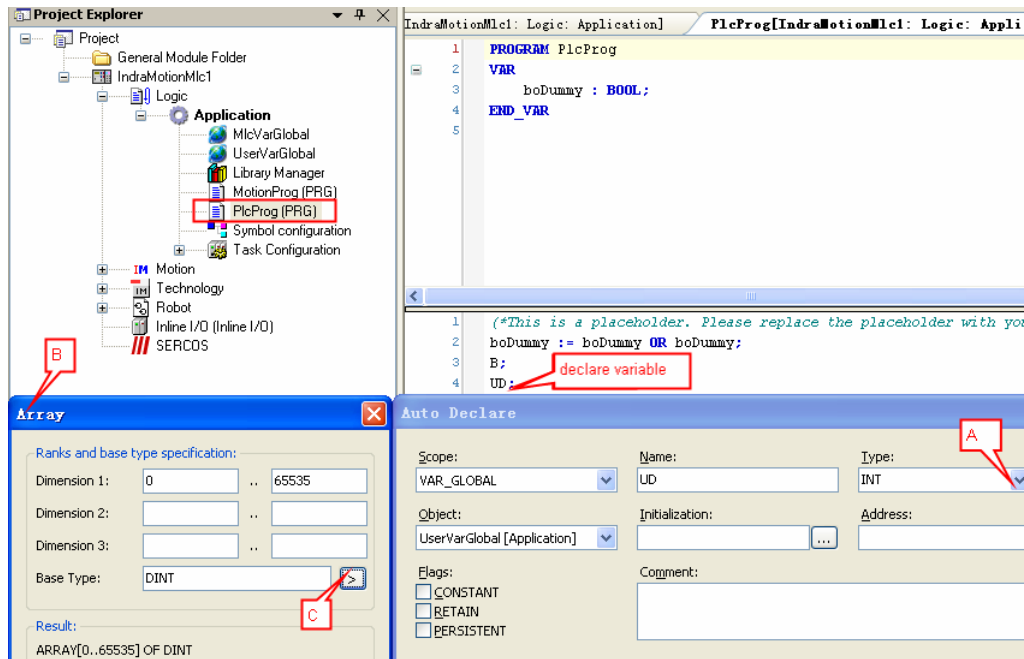 Project Explorer
Project
General Module Folder
IndraMotionMlc1
Logic
Application
MlcVarGlobal
UserVarGlobal
Library Manager
MotionProg (PRG)
PlcProg (PRG)
Symbol configuration
Task Configuration
IM Motion
IM Technology
Robot
Inline I/O (Inline I/O)
SERCOS
IndraMotionMlc1: Logic: Application]
PlcProg[IndraMotionMlc1: Logic: Appli
1 PROGRAM PlcProg
2 VAR
3 boDummy : BOOL;
4 END_VAR
5
1 (*This is a placeholder. Please replace the placeholder with you
2 boDummy := boDummy OR boDummy;
3 B;
4 UD;
declare variable
B
Array
Ranks and base type specification:
Dimension 1: 0 .. 65535
Dimension 2: ..
Dimension 3: ..
Base Type: DINT >
C
Result:
ARRAY[0..65535] OF DINT
Auto Declare
A
Scope: Name: Type:
VAR_GLOBAL UD INT
Object: Initialization: Address:
UserVarGlobal [Application] ...
Flags: Comment:
CONSTANT
RETAIN
PERSISTENT